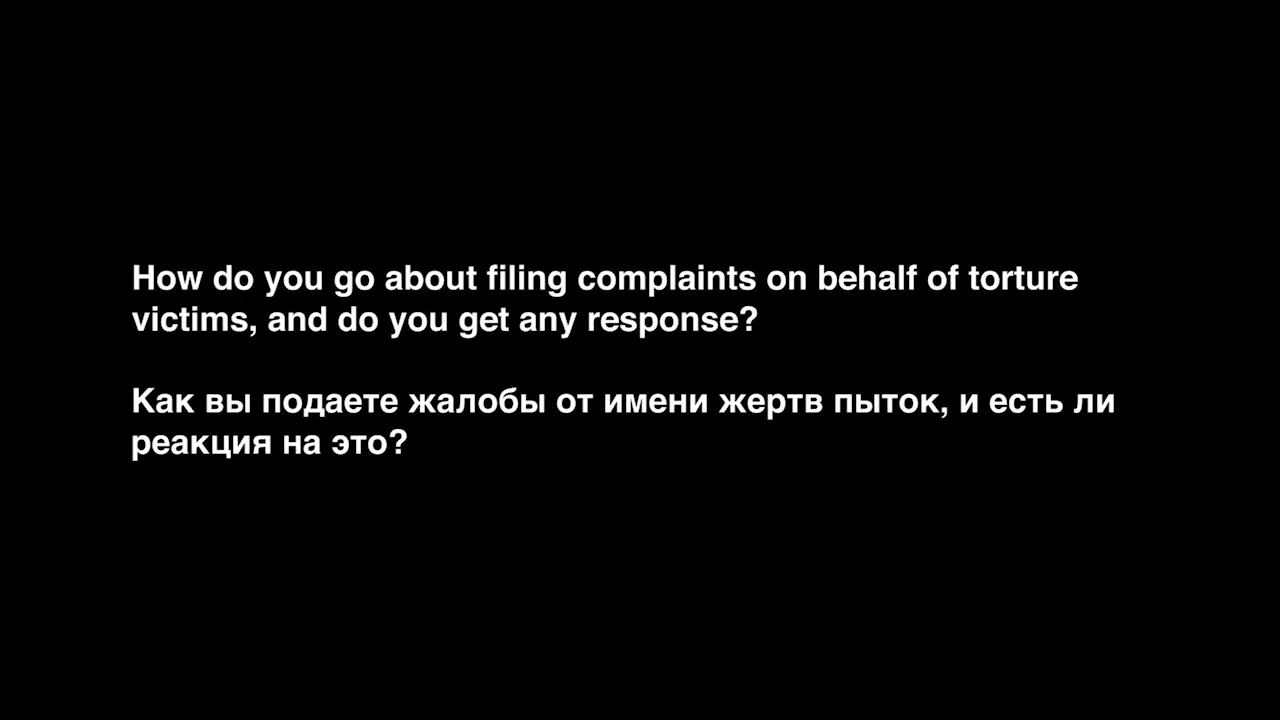 How do you go about filing complaints on behalf of torture
victims, and do you get any response?
Как вы подаете жалобы от имени жертв пыток, и есть ли
реакция на это?